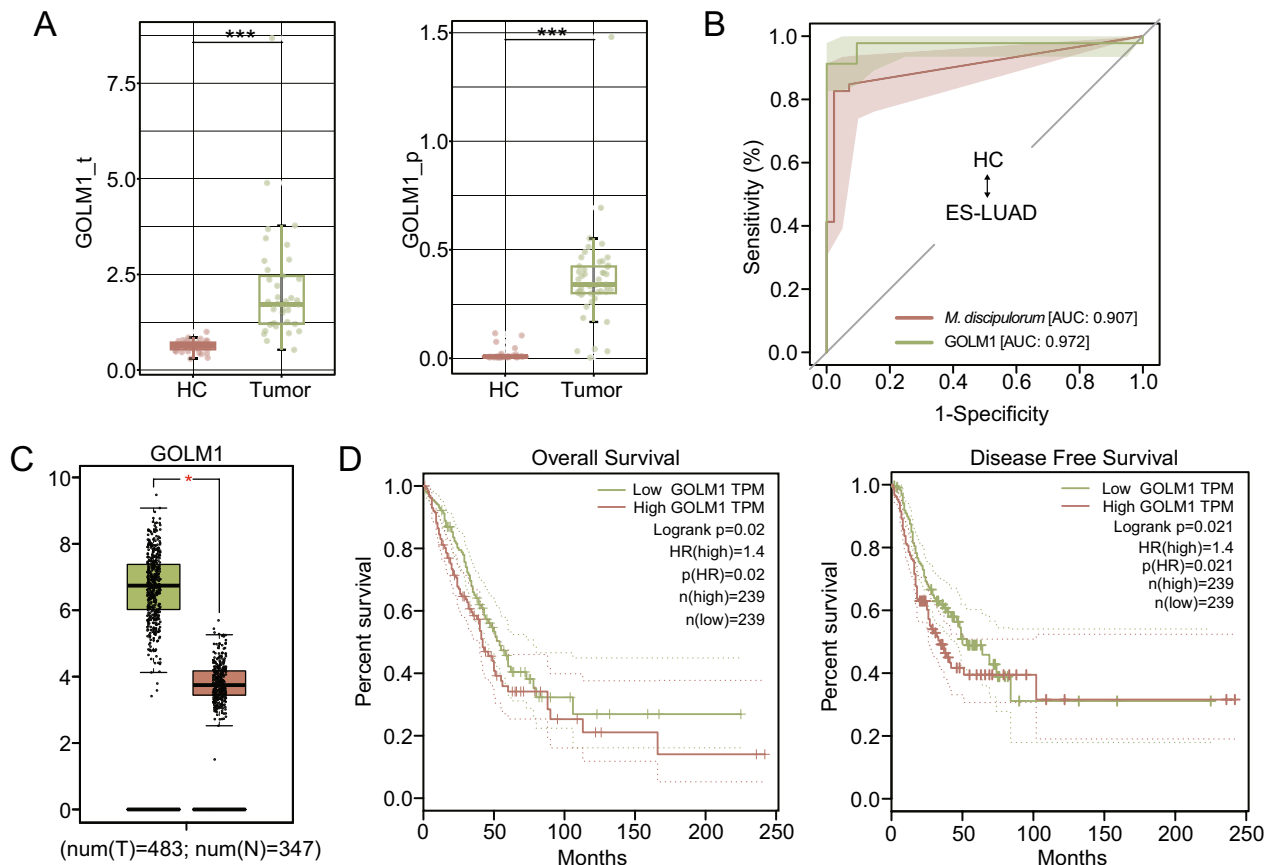 A
***
GOLM1_t
7.5
5.0
2.5
0.0
HC Tumor
***
GOLM1_p
1.5
1.0
0.5
0.0
HC Tumor
B
Sensitivity (%)
1.0
0.8
0.6
0.4
0.2
0.0
HC
ES-LUAD
M. discipulorum [AUC: 0.907]
GOLM1 [AUC: 0.972]
0.0 0.2 0.4 0.6 0.8 1.0
1-Specificity
C
GOLM1
*
10
8
6
4
2
0
(num(T)=483; num(N)=347)
D
Overall Survival
Percent survival
1.0
0.8
0.6
0.4
0.2
0.0
Low GOLM1 TPM
High GOLM1 TPM
Logrank p=0.02
HR(high)=1.4
p(HR)=0.02
n(high)=239
n(low)=239
0 50 100 150 200 250
Months
Disease Free Survival
Percent survival
1.0
0.8
0.6
0.4
0.2
0.0
Low GOLM1 TPM
High GOLM1 TPM
Logrank p=0.021
HR(high)=1.4
p(HR)=0.021
n(high)=239
n(low)=239
0 50 100 150 200 250
Months